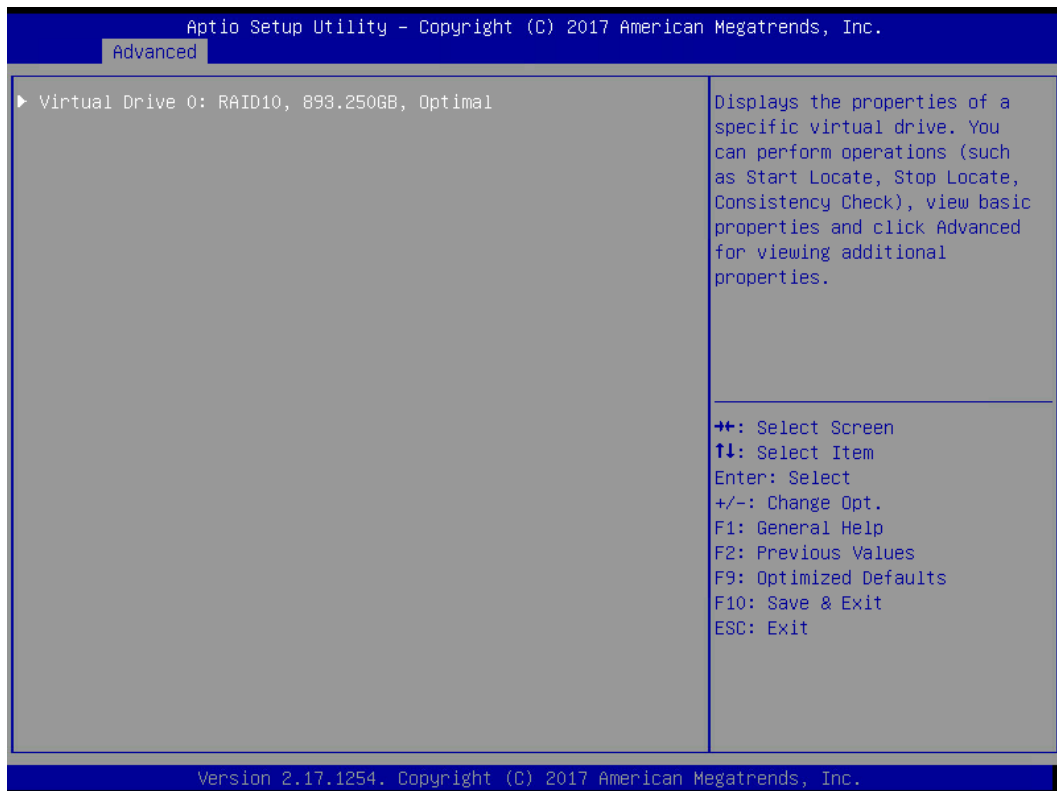 Aptio Setup Utility – Copyright (C) 2017 American Megatrends, Inc.
Advanced
▶ Virtual Drive 0: RAID10, 893.250GB, Optimal
Displays the properties of a
specific virtual drive. You
can perform operations (such
as Start Locate, Stop Locate,
Consistency Check), view basic
properties and click Advanced
for viewing additional
properties.
→←: Select Screen
↑↓: Select Item
Enter: Select
+/-: Change Opt.
F1: General Help
F2: Previous Values
F9: Optimized Defaults
F10: Save & Exit
ESC: Exit
Version 2.17.1254. Copyright (C) 2017 American Megatrends, Inc.